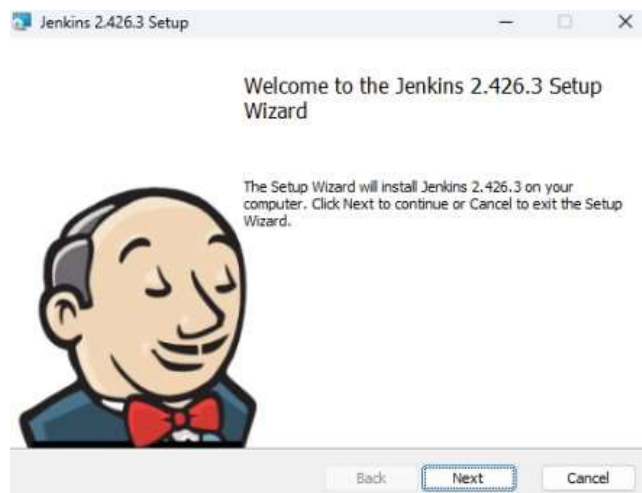 Jenkins 2.426.3 Setup
Welcome to the Jenkins 2.426.3 Setup
Wizard
The Setup Wizard will install Jenkins 2.426.3 on your
computer. Click Next to continue or Cancel to exit the Setup
Wizard.
Back Next Cancel